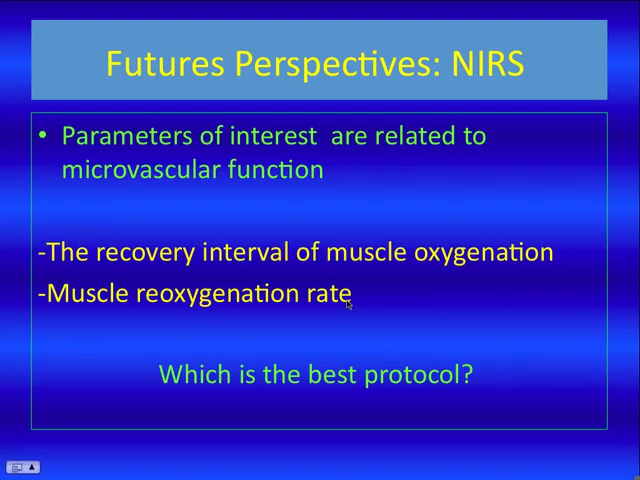 Futures Perspectives: NIRS
• Parameters of interest are related to
microvascular function
-The recovery interval of muscle oxygenation
-Muscle reoxygenation rate
Which is the best protocol?